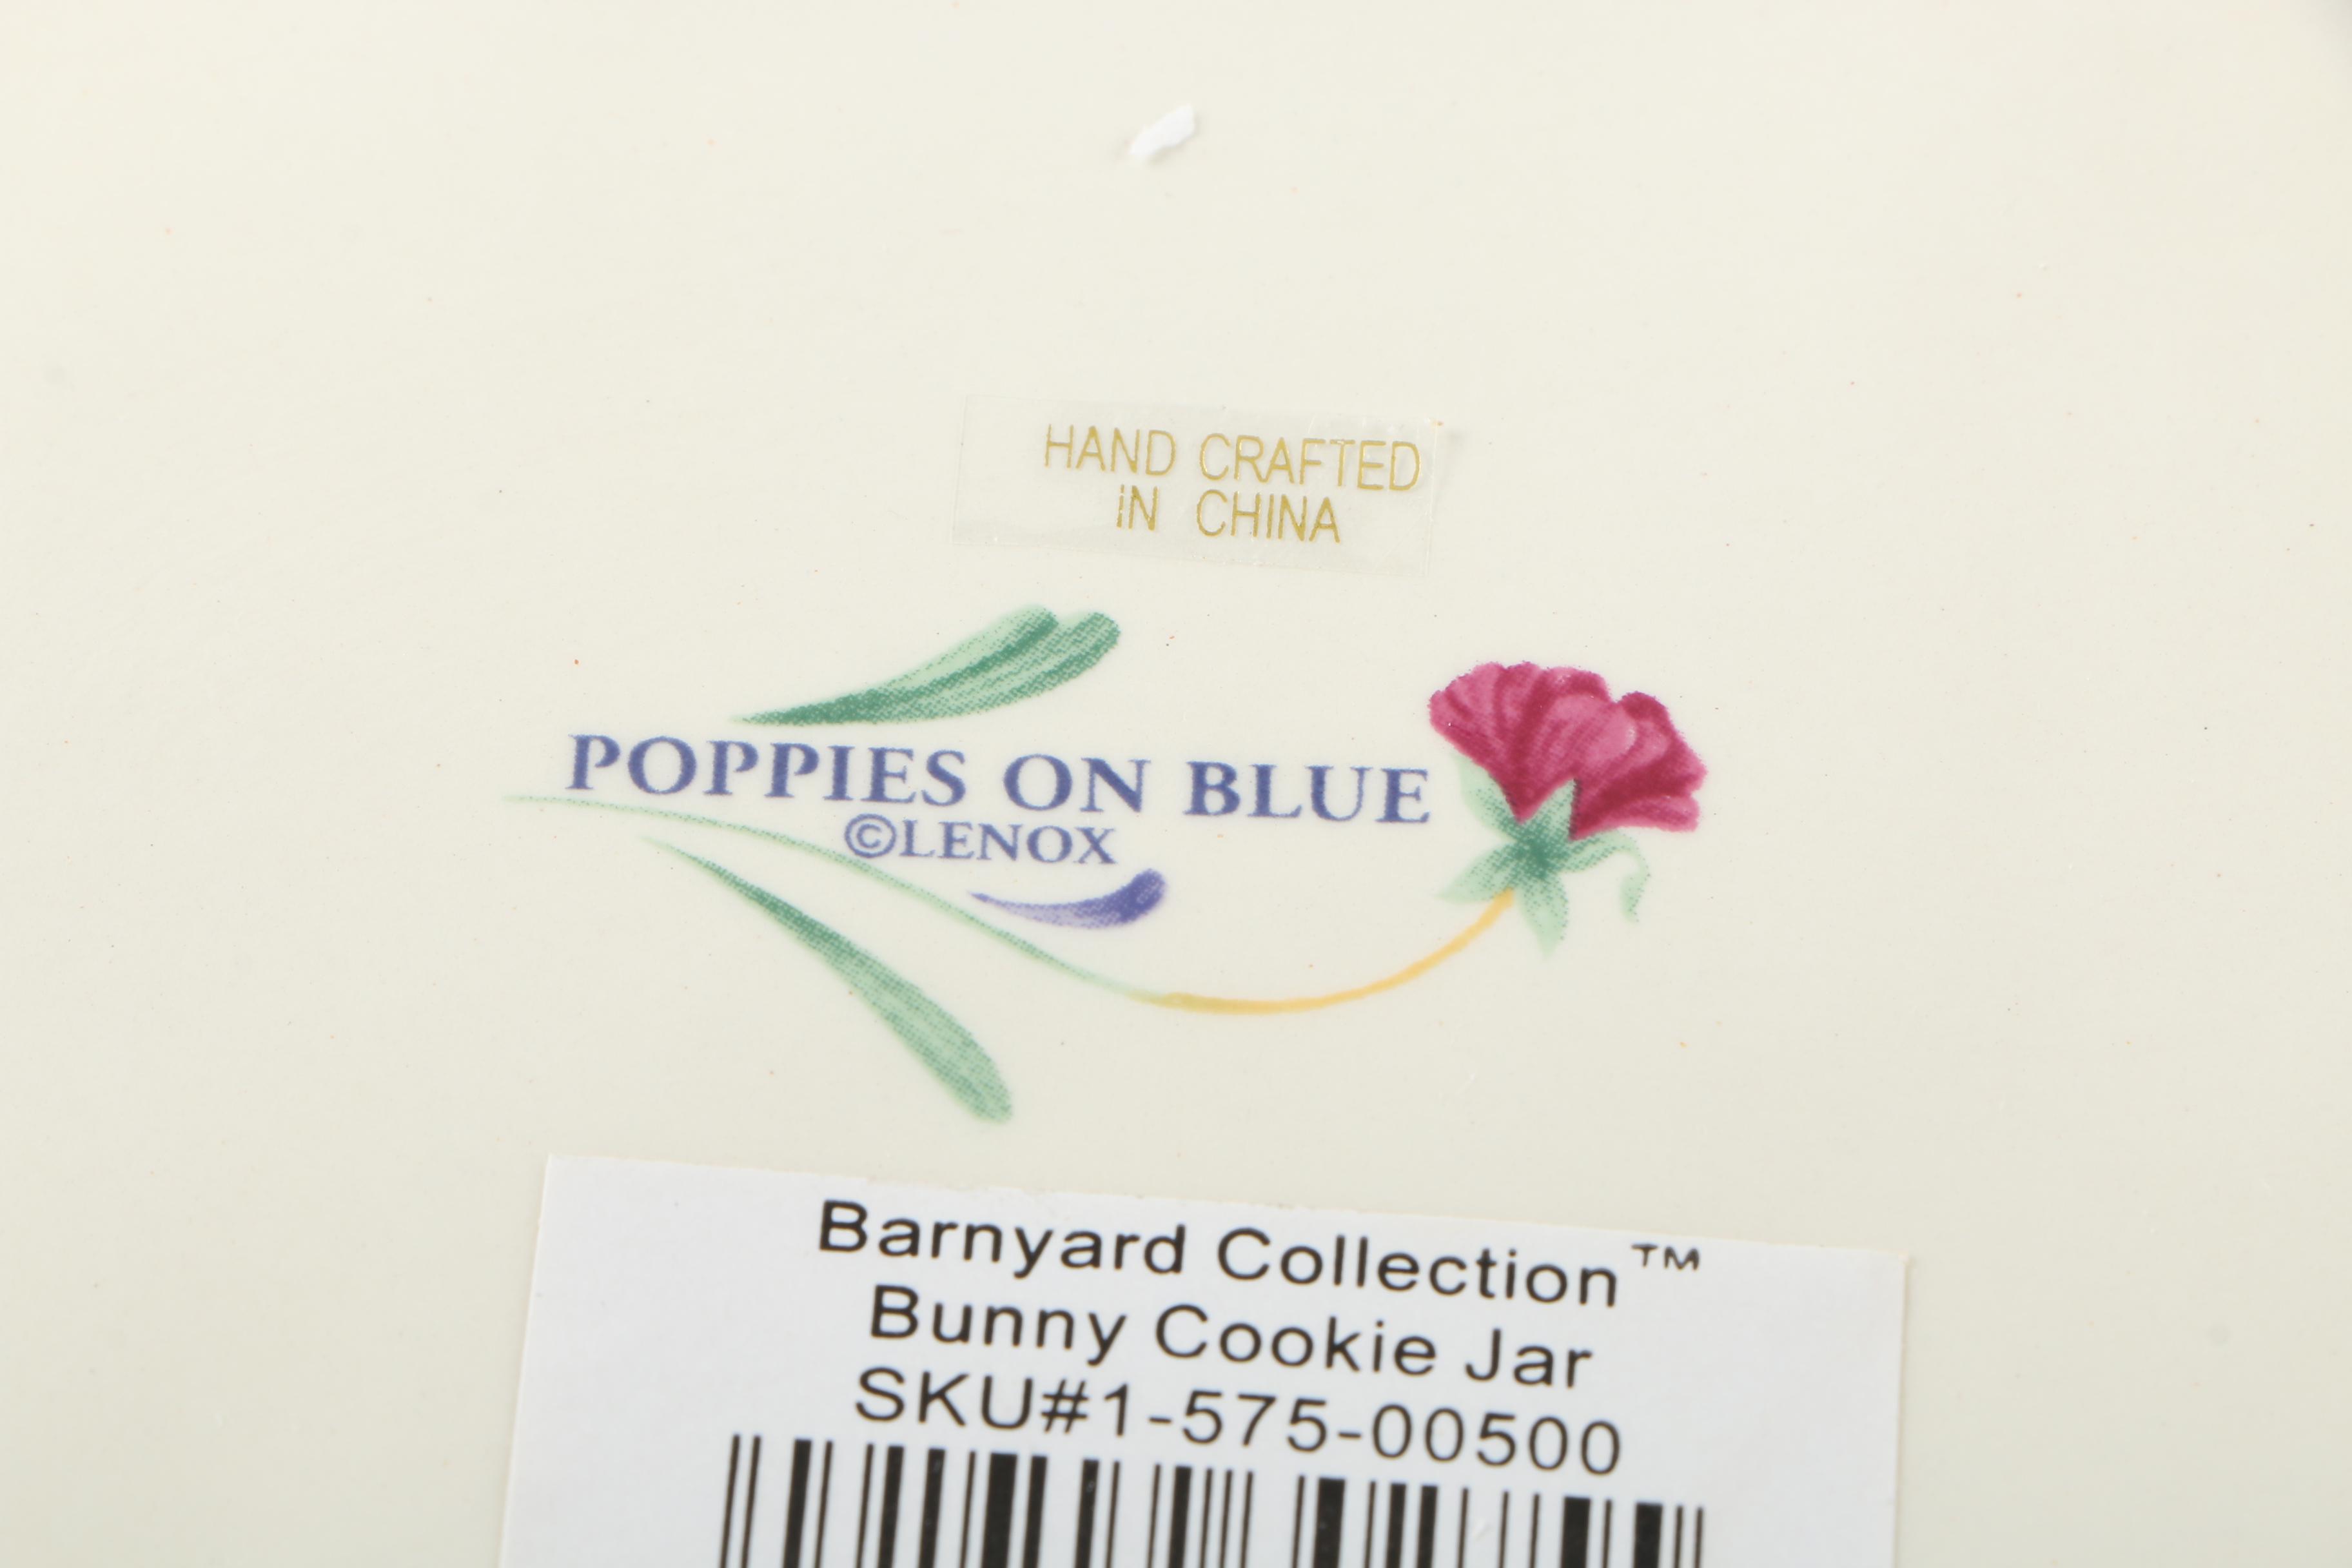 HAND CRAFTED
iN CHINA
POPPIES ON BLUE
©LENOX
Barnyard Collection™
Bunny Cookie Jar
SKU#1-575-00500